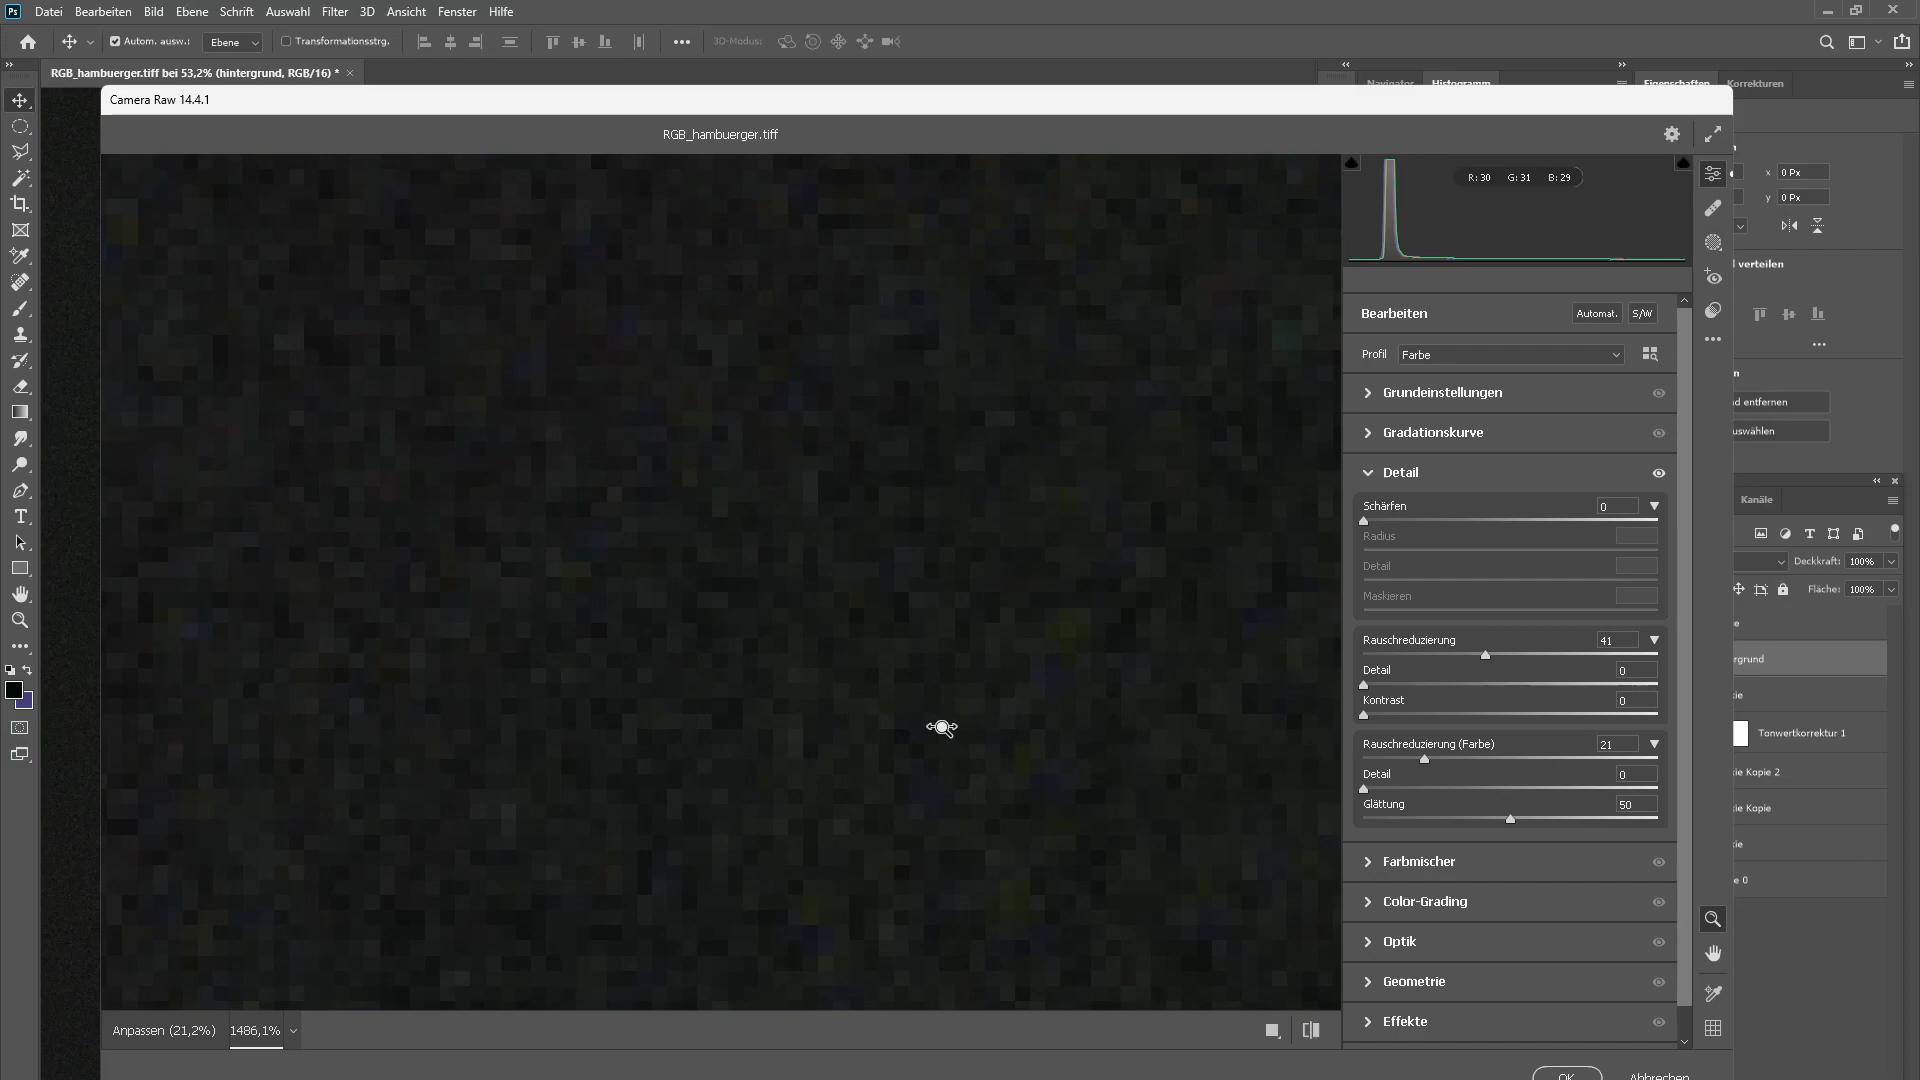 Ps Datei Bearbeiten Bild Ebene Schrift Auswahl Filter 3D Ansicht Fenster Hilfe
Autom. ausw.: Ebene Transformationsstrg. 3D-Modus:
RGB_hambuerger.tiff bei 53,2% (hintergrund, RGB/16) *
Navigator Histogramm Eigenschaften Korrekturen
Camera Raw 14.4.1
RGB_hambuerger.tiff
R: 30 G: 31 B: 29
x 0 Px
y 0 Px
d verteilen
Bearbeiten Automat. S/W
Profil Farbe
Grundeinstellungen
nd entfernen
Gradationskurve
uswählen
Detail
Kanäle
Schärfen 0
Radius
Detail
Deckkraft: 100%
Maskieren
Fläche: 100%
Rauschreduzierung 41
Detail 0
rgrund
Kontrast 0
Tonwertkorrektur 1
Rauschreduzierung (Farbe) 21
Detail 0
ie Kopie 2
Glättung 50
ie Kopie
Farbmischer
e 0
Color-Grading
Optik
Geometrie
Effekte
Anpassen (21,2%) 1486,1%
OK Abbrechen